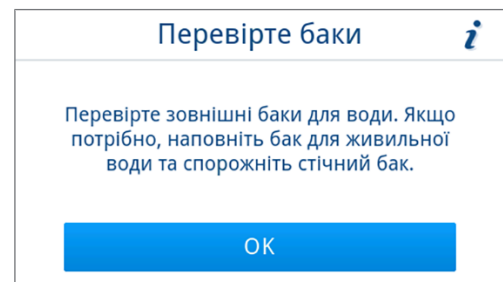 Перевірте баки
i
Перевірте зовнішні баки для води. Якщо
потрібно, наповніть бак для живильної
води та спорожніть стічний бак.
OK